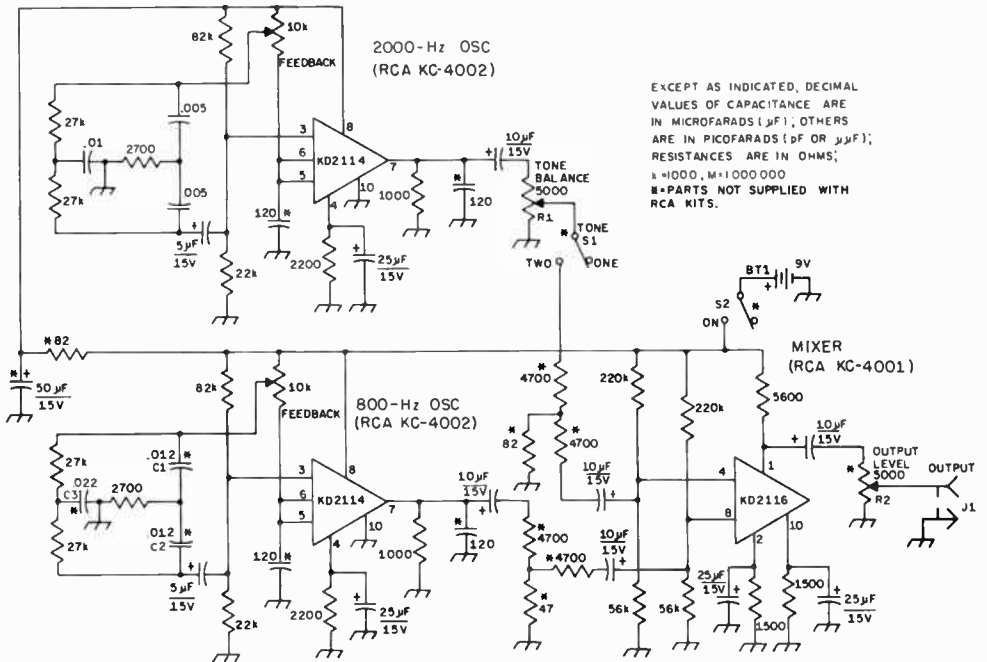 82k
10k
FEEDBACK
2000-Hz OSC
(RCA KC-4002)
EXCEPT AS INDICATED, DECIMAL
VALUES OF CAPACITANCE ARE
IN MICROFARADS (µF); OTHERS
ARE IN PICOFARADS (pF OR µµF);
RESISTANCES ARE IN OHMS;
k=1000, M=1000000
*=PARTS NOT SUPPLIED WITH
RCA KITS.
27k
.005
.01
2700
27k
.005
5µF
15V
+
22k
120 *
3
6
5
8
KD2114
7
10
4
2200
+
25µF
15V
1000
*
120
10µF
15V
+
TONE
BALANCE
5000
R1
* TONE
S1
TWO
ONE
BT1
9V
+
S2
*
ON
MIXER
(RCA KC-4001)
*82
*+
50µF
15V
82k
10k
FEEDBACK
800-Hz OSC
(RCA KC-4002)
27k
.012 *
C1
.022
C3 *
2700
27k
.012 *
C2
5µF
15V
+
22k
120 *
3
6
5
8
KD2114
7
10
4
2200
+
25µF
15V
1000
*
120
10µF
15V
+
*
4700
*
82
*
4700
10µF
15V
+
*
4700
*4700
10µF
15V
+
*
47
220k
220k
56k
56k
5600
4
8
1
KD2116
10
2
25µF
15V
+
1500
1500
+
25µF
15V
+
10µF
15V
OUTPUT
LEVEL
5000
*
R2
OUTPUT
J1